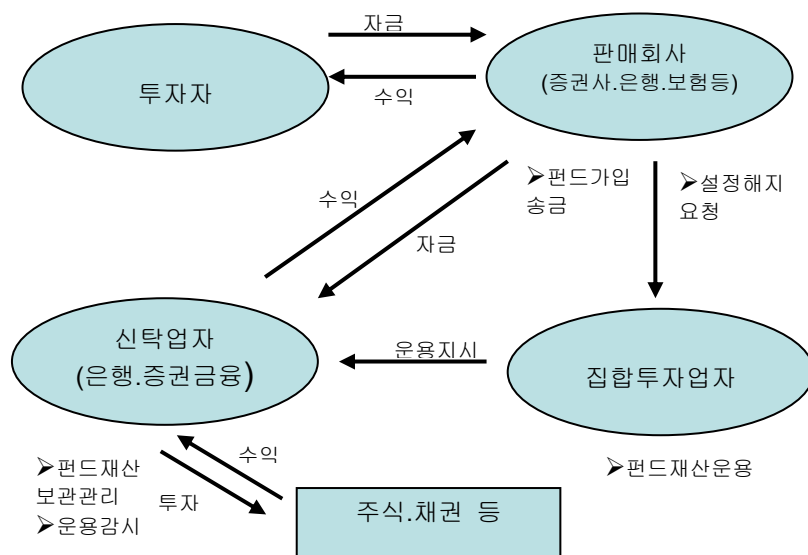 자금
판매회사
(증권사.은행.보험등)
투자자
수익
➢펀드가입
송금
➢설정해지
요청
수익
자금
신탁업자
(은행.증권금융)
운용지시
집합투자업자
➢펀드재산
보관관리
➢운용감시
수익
투자
➢펀드재산운용
주식.채권 등